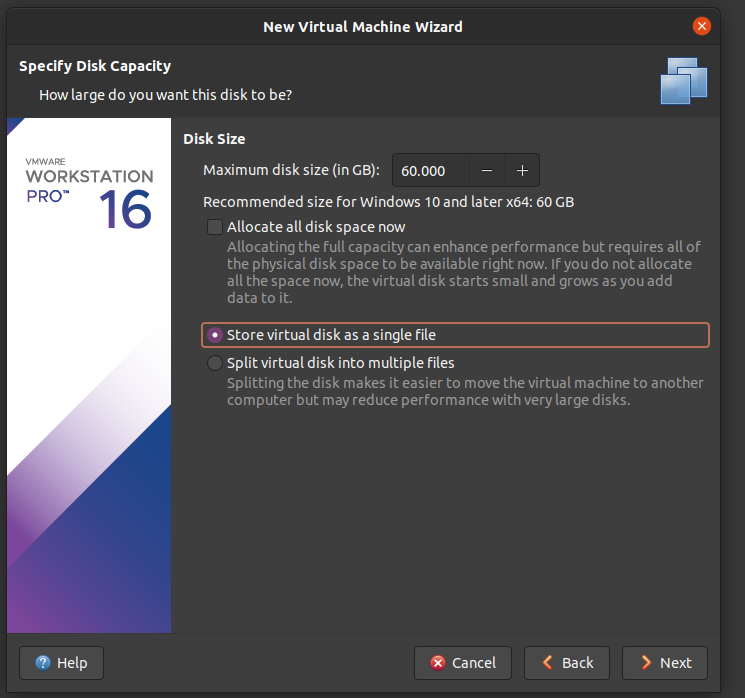 New Virtual Machine Wizard
Specify Disk Capacity
How large do you want this disk to be?
VMWARE
WORKSTATION
PRO™ 16
Disk Size
Maximum disk size (in GB): 60.000 − +
Recommended size for Windows 10 and later x64: 60 GB
Allocate all disk space now
Allocating the full capacity can enhance performance but requires all of
the physical disk space to be available right now. If you do not allocate
all the space now, the virtual disk starts small and grows as you add
data to it.
Store virtual disk as a single file
Split virtual disk into multiple files
Splitting the disk makes it easier to move the virtual machine to another
computer but may reduce performance with very large disks.
Help Cancel Back Next